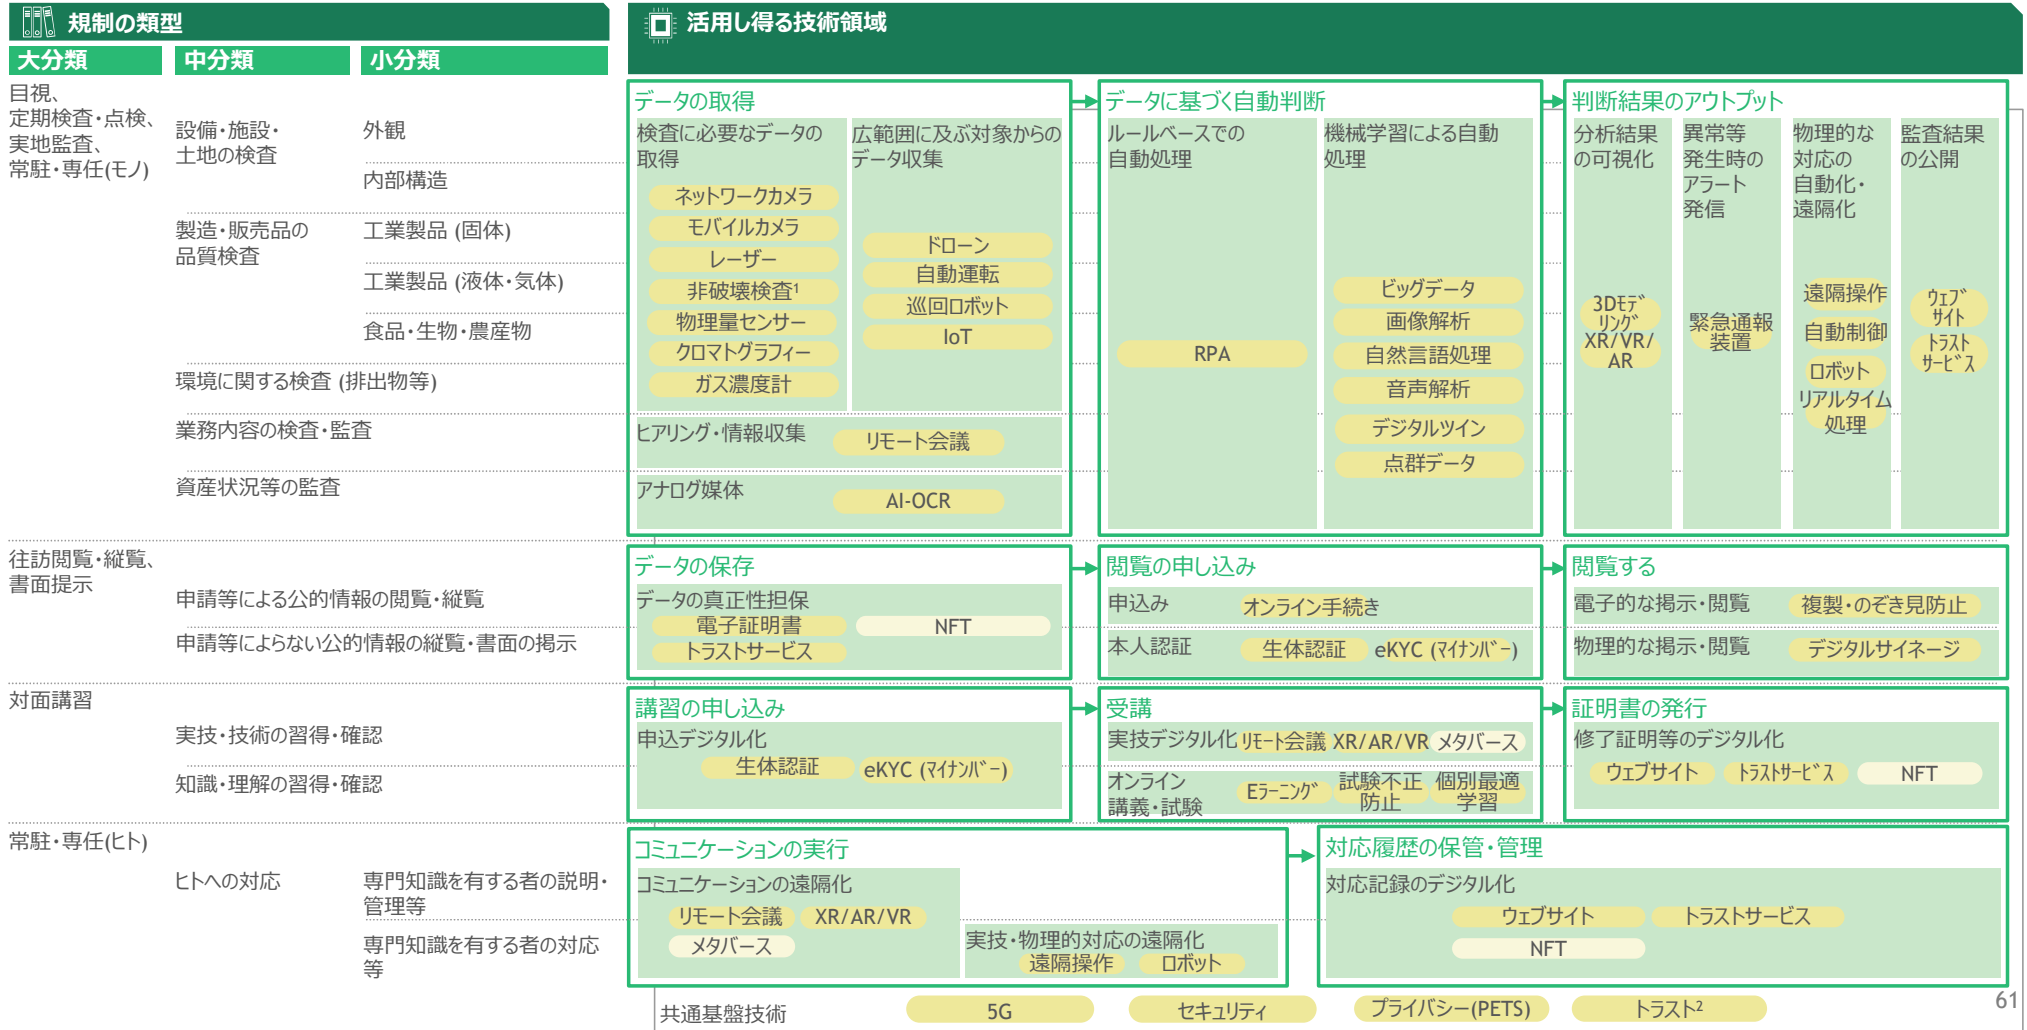 規制の類型
活用し得る技術領域
大分類
中分類
小分類
目視、
定期検査・点検、
実地監査、
常駐・専任(モノ)
設備・施設・
土地の検査
外観
内部構造
製造・販売品の
品質検査
工業製品 (固体)
工業製品 (液体・気体)
食品・生物・農産物
環境に関する検査 (排出物等)
業務内容の検査・監査
資産状況等の監査
データの取得
検査に必要なデータの
取得
ネットワークカメラ
モバイルカメラ
レーザー
非破壊検査¹
物理量センサー
クロマトグラフィー
ガス濃度計
広範囲に及ぶ対象からの
データ収集
ドローン
自動運転
巡回ロボット
IoT
ヒアリング・情報収集
リモート会議
アナログ媒体
AI-OCR
データに基づく自動判断
ルールベースでの
自動処理
RPA
機械学習による自動
処理
ビッグデータ
画像解析
自然言語処理
音声解析
デジタルツイン
点群データ
判断結果のアウトプット
分析結果
の可視化
3Dモデ
リング
XR/VR/
AR
異常等
発生時の
アラート
発信
緊急通報
装置
物理的な
対応の
自動化・
遠隔化
遠隔操作
自動制御
ロボット
リアルタイム
処理
監査結果
の公開
ウェブ
サイト
トラスト
サービス
往訪閲覧・縦覧、
書面提示
申請等による公的情報の閲覧・縦覧
申請等によらない公的情報の縦覧・書面の掲示
データの保存
データの真正性担保
電子証明書
NFT
トラストサービス
閲覧の申し込み
申込み
オンライン手続き
本人認証
生体認証
eKYC (マイナンバー)
閲覧する
電子的な掲示・閲覧
複製・のぞき見防止
物理的な掲示・閲覧
デジタルサイネージ
対面講習
実技・技術の習得・確認
知識・理解の習得・確認
講習の申し込み
申込デジタル化
生体認証
eKYC (マイナンバー)
受講
実技デジタル化
リモート会議
XR/AR/VR
メタバース
オンライン
講義・試験
Eラーニング
試験不正
防止
個別最適
学習
証明書の発行
修了証明等のデジタル化
ウェブサイト
トラストサービス
NFT
常駐・専任(ヒト)
ヒトへの対応
専門知識を有する者の説明・
管理等
専門知識を有する者の対応
等
コミュニケーションの実行
コミュニケーションの遠隔化
リモート会議
XR/AR/VR
メタバース
実技・物理的対応の遠隔化
遠隔操作
ロボット
対応履歴の保管・管理
対応記録のデジタル化
ウェブサイト
トラストサービス
NFT
共通基盤技術
5G
セキュリティ
プライバシー(PETS)
トラスト²
61